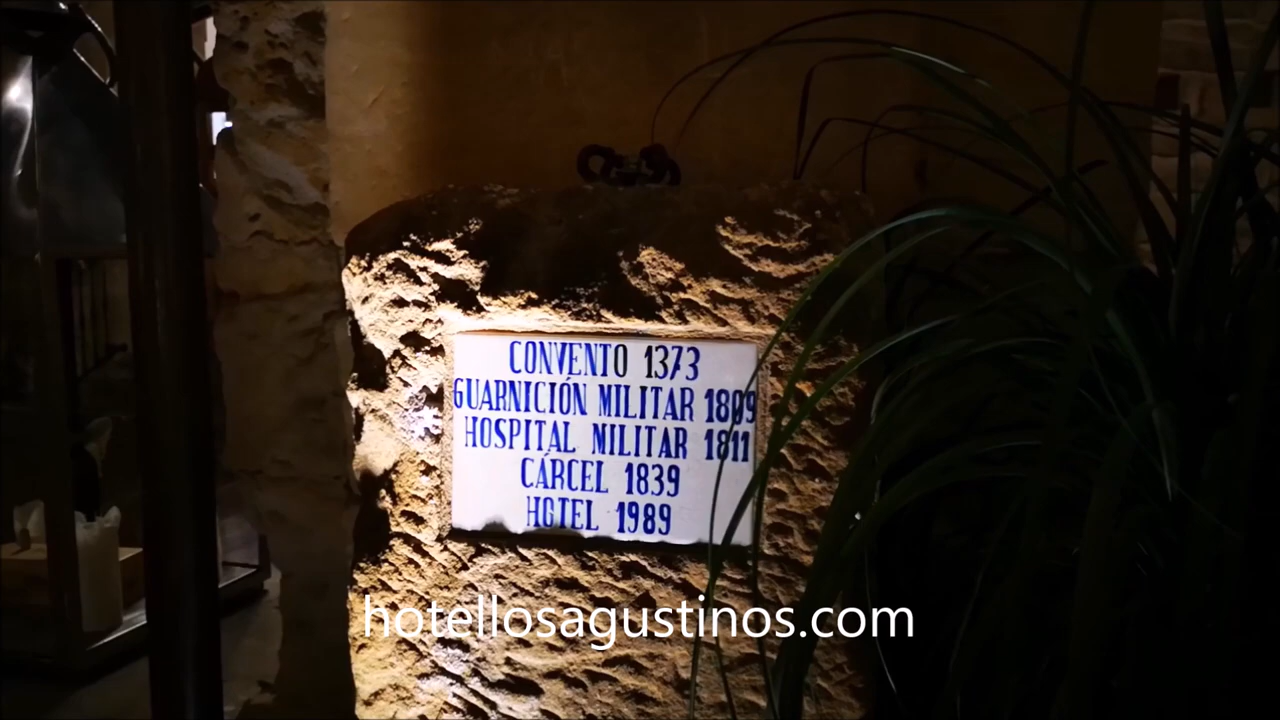 CONVENTO 1373
GUARNICIÓN MILITAR 1809
HOSPITAL MILITAR 1811
CÁRCEL 1839
HOTEL 1989
hotellosagustinos.com